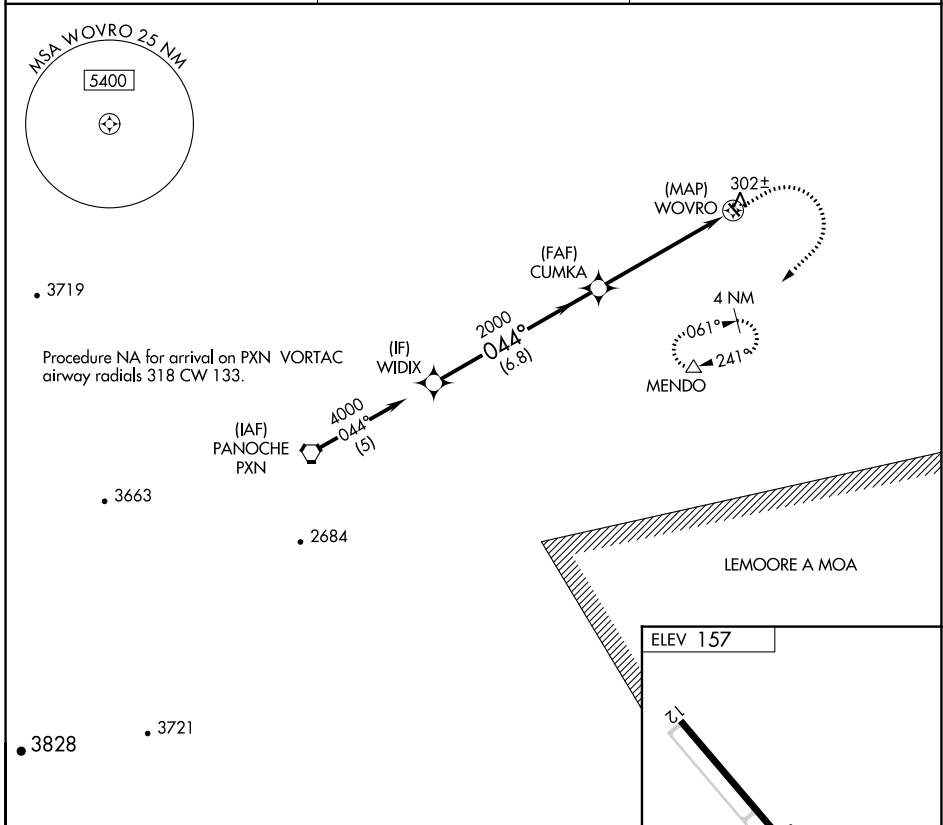 MSA WOVRO 25 NM
5400
(MAP)
WOVRO
302±
(FAF)
CUMKA
3719
4 NM
061°
241°
MENDO
2000
044°
(6.8)
Procedure NA for arrival on PXN VORTAC
airway radials 318 CW 133.
(IF)
WIDIX
4000
044°
(5)
(IAF)
PANOCHE
PXN
3663
2684
LEMOORE A MOA
ELEV 157
12
3721
3828